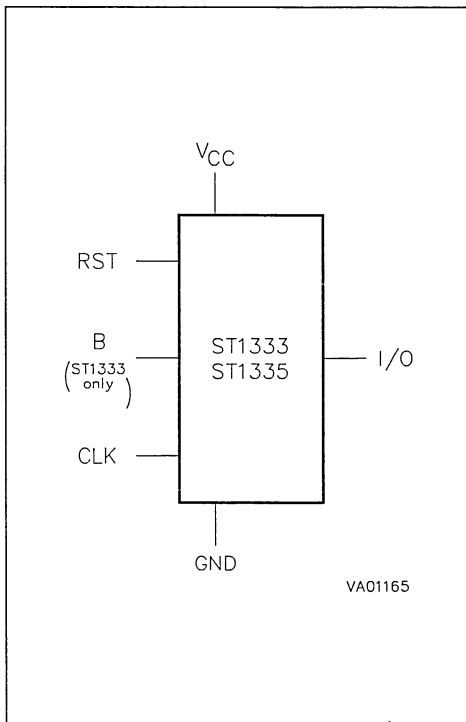 VCC
RST
B
(ST1333
only)
CLK
ST1333
ST1335
I/O
GND
VA01165